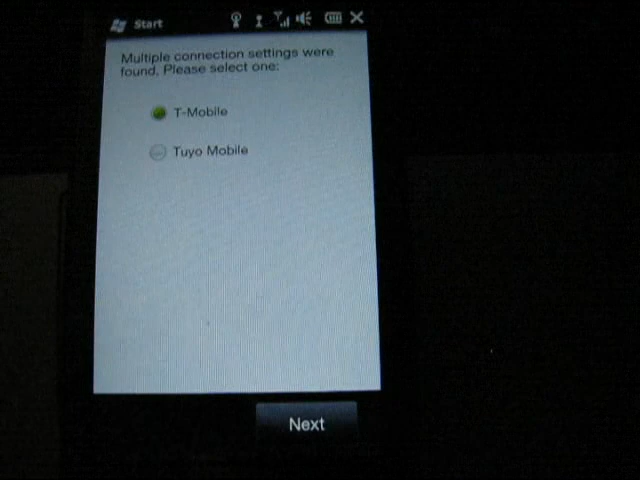 Start
Multiple connection settings were
found. Please select one:
T-Mobile
Tuyo Mobile
Next